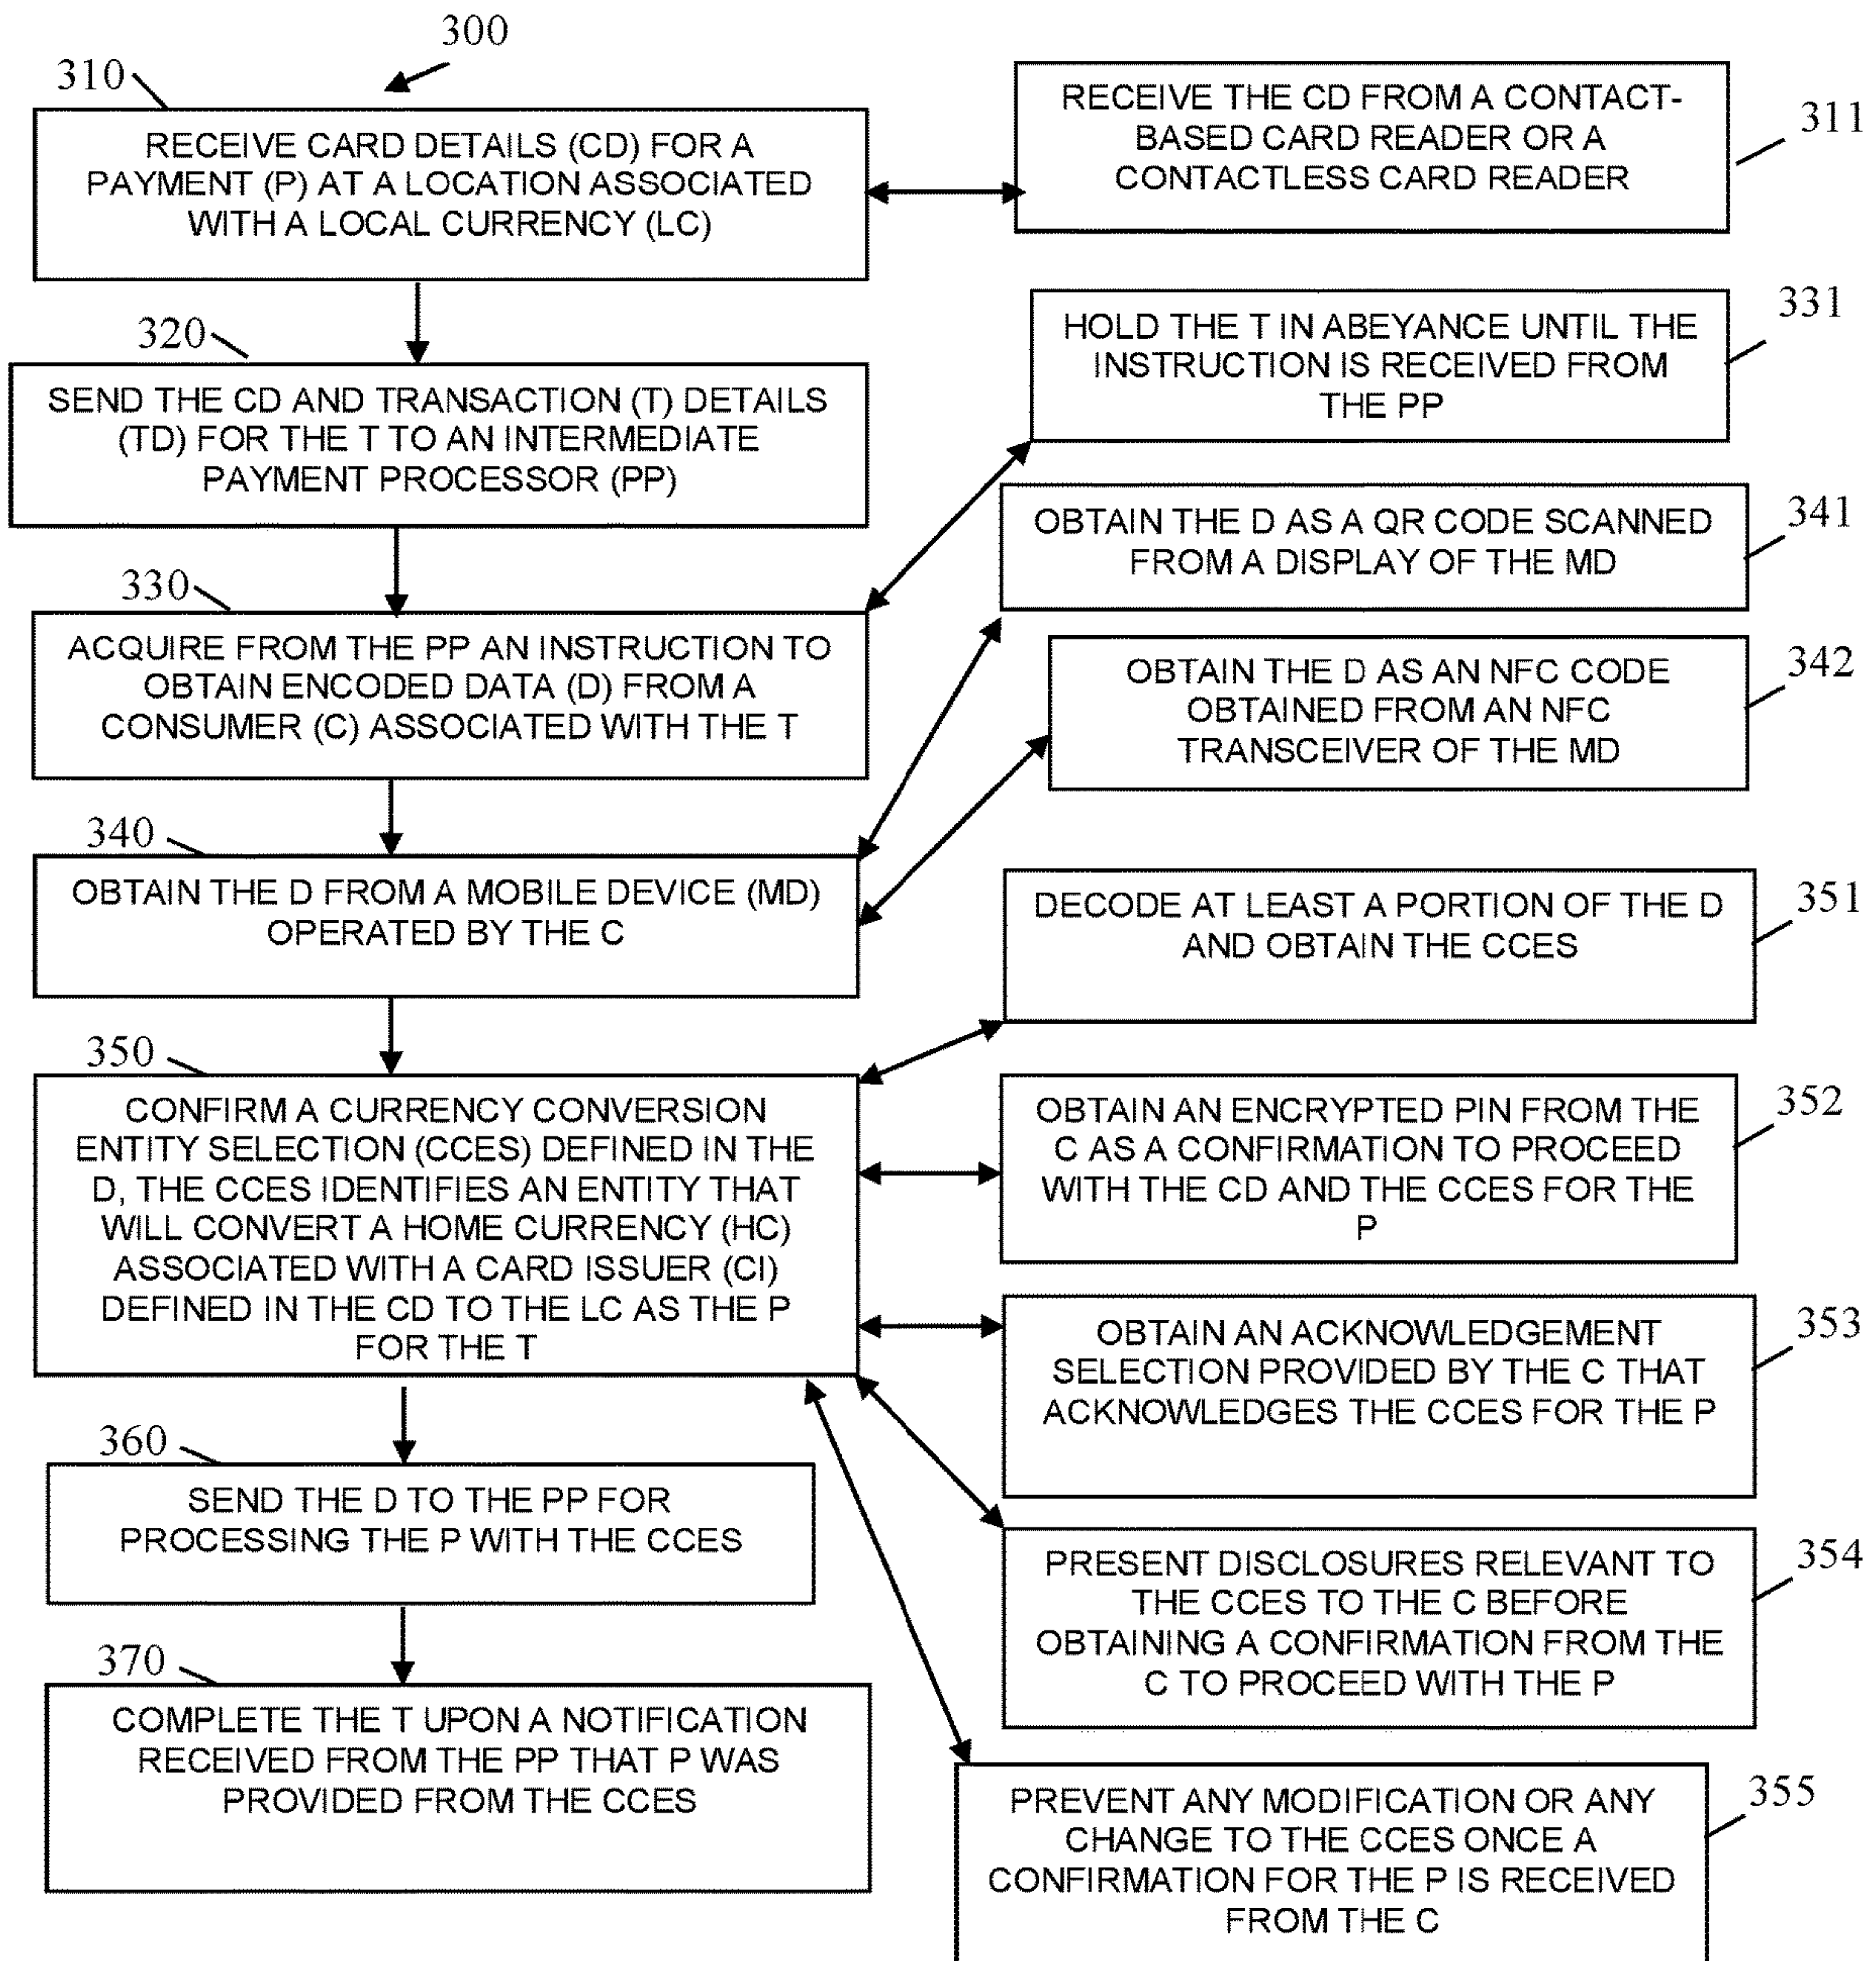 300
310
RECEIVE CARD DETAILS (CD) FOR A
PAYMENT (P) AT A LOCATION ASSOCIATED
WITH A LOCAL CURRENCY (LC)
RECEIVE THE CD FROM A CONTACT-
BASED CARD READER OR A
CONTACTLESS CARD READER
311
320
SEND THE CD AND TRANSACTION (T) DETAILS
(TD) FOR THE T TO AN INTERMEDIATE
PAYMENT PROCESSOR (PP)
331
HOLD THE T IN ABEYANCE UNTIL THE
INSTRUCTION IS RECEIVED FROM
THE PP
330
ACQUIRE FROM THE PP AN INSTRUCTION TO
OBTAIN ENCODED DATA (D) FROM A
CONSUMER (C) ASSOCIATED WITH THE T
341
OBTAIN THE D AS A QR CODE SCANNED
FROM A DISPLAY OF THE MD
342
OBTAIN THE D AS AN NFC CODE
OBTAINED FROM AN NFC
TRANSCEIVER OF THE MD
340
OBTAIN THE D FROM A MOBILE DEVICE (MD)
OPERATED BY THE C
351
DECODE AT LEAST A PORTION OF THE D
AND OBTAIN THE CCES
350
CONFIRM A CURRENCY CONVERSION
ENTITY SELECTION (CCES) DEFINED IN THE
D, THE CCES IDENTIFIES AN ENTITY THAT
WILL CONVERT A HOME CURRENCY (HC)
ASSOCIATED WITH A CARD ISSUER (CI)
DEFINED IN THE CD TO THE LC AS THE P
FOR THE T
352
OBTAIN AN ENCRYPTED PIN FROM THE
C AS A CONFIRMATION TO PROCEED
WITH THE CD AND THE CCES FOR THE
P
353
OBTAIN AN ACKNOWLEDGEMENT
SELECTION PROVIDED BY THE C THAT
ACKNOWLEDGES THE CCES FOR THE P
360
SEND THE D TO THE PP FOR
PROCESSING THE P WITH THE CCES
354
PRESENT DISCLOSURES RELEVANT TO
THE CCES TO THE C BEFORE
OBTAINING A CONFIRMATION FROM THE
C TO PROCEED WITH THE P
370
COMPLETE THE T UPON A NOTIFICATION
RECEIVED FROM THE PP THAT P WAS
PROVIDED FROM THE CCES
355
PREVENT ANY MODIFICATION OR ANY
CHANGE TO THE CCES ONCE A
CONFIRMATION FOR THE P IS RECEIVED
FROM THE C